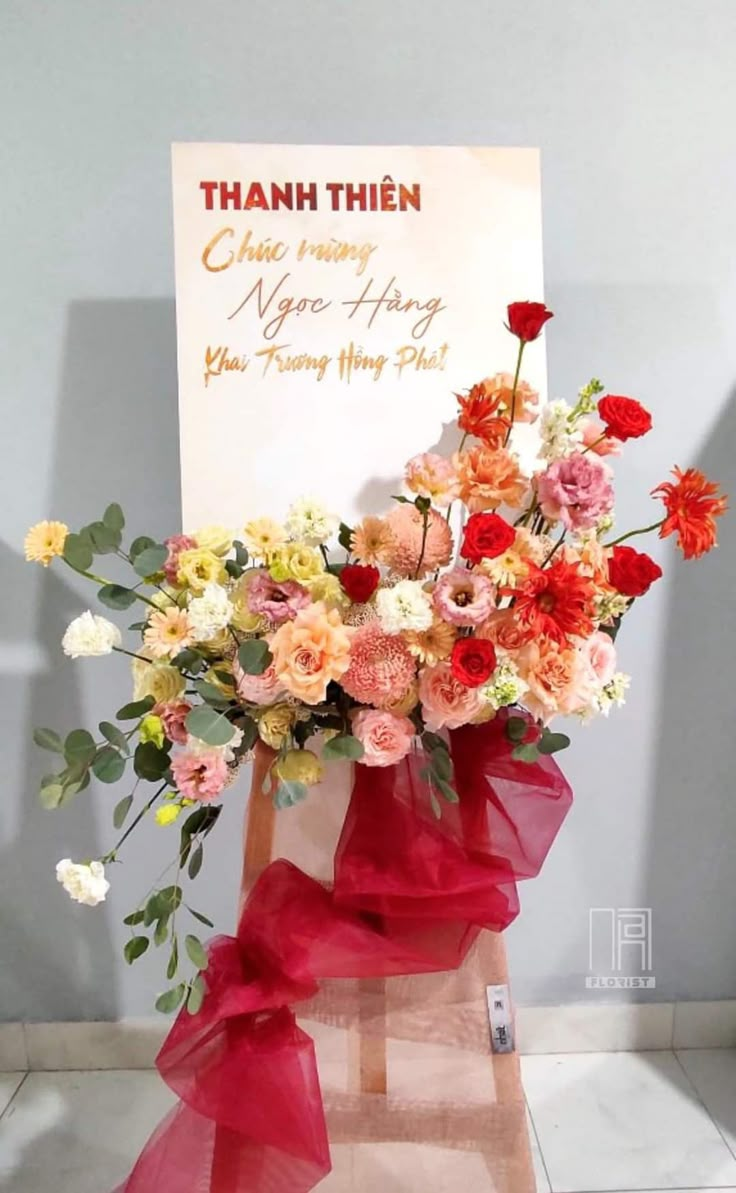 THANH THIÊN
Chúc mừng
Ngọc Hằng
Khai Trương Hồng Phát
FLORIST